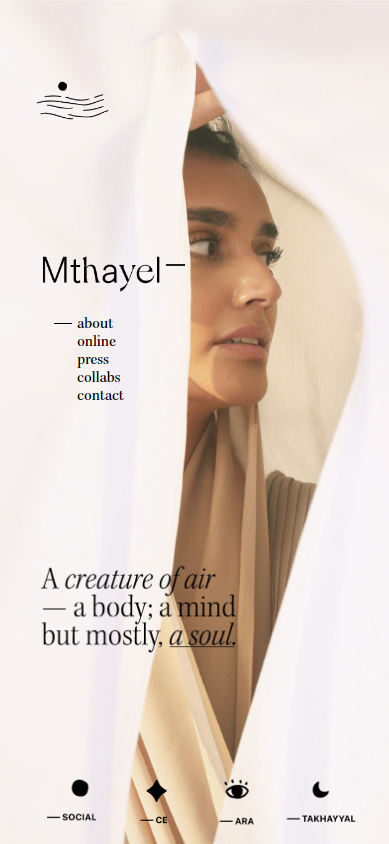 Mthayel—
— about
online
press
collabs
contact
A creature of air
— a body; a mind
but mostly, a soul.
— SOCIAL
— CE
— ARA
— TAKHAYYAL